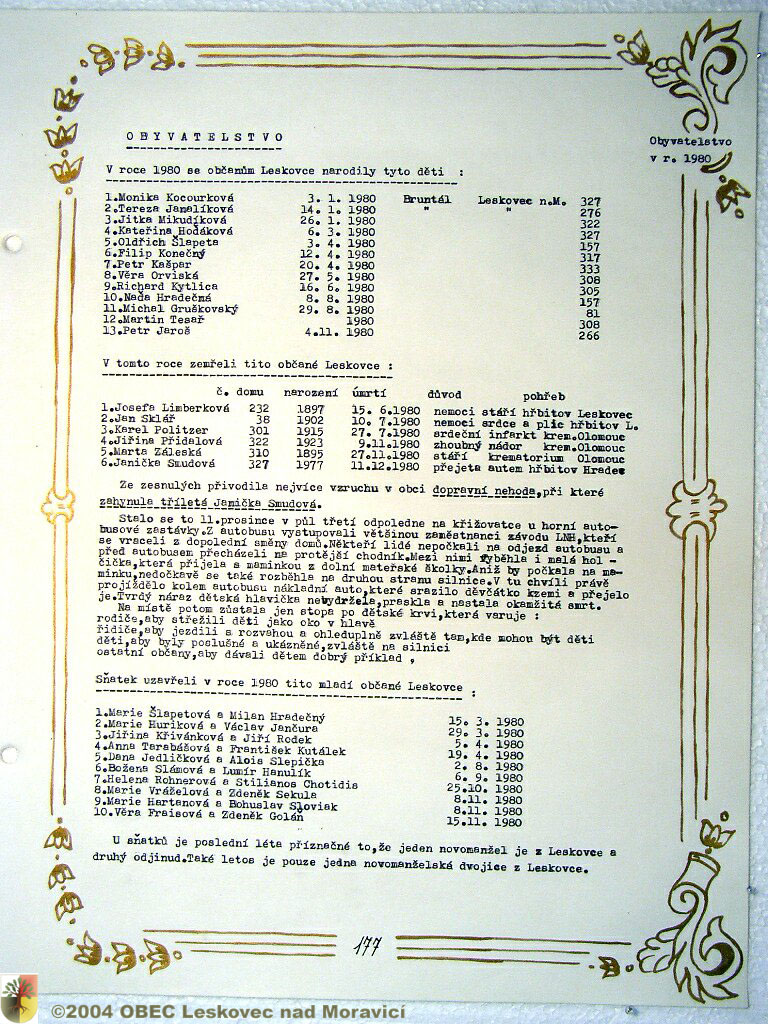 OBYVATELSTVO
Obyvatelstvo
v r. 1980
V roce 1980 se občanům Leskovce narodily tyto děti :
1.Monika Kocourková 3. 1. 1980 Bruntál Leskovec n.M. 327
2.Tereza Jamalíková 14. 1. 1980 " " 276
3.Jitka Mikudíková 26. 1. 1980 322
4.Kateřina Hodáková 6. 3. 1980 327
5.Oldřich Šlapeta 3. 4. 1980 157
6.Filip Konečný 12. 4. 1980 317
7.Petr Kašpar 20. 4. 1980 333
8.Věra Orviská 27. 5. 1980 308
9.Richard Kytlica 16. 6. 1980 305
10.Naďa Hradečná 8. 8. 1980 157
11.Michal Gruškovský 29. 8. 1980 81
12.Martin Tesař 1980 308
13.Petr Jaroš 4.11. 1980 266
V tomto roce zemřeli tito občané Leskovce :
č. domu narození úmrtí důvod pohřeb
1.Josefa Limberková 232 1897 15. 6.1980 nemoci stáří hřbitov Leskovec
2.Jan Sklář 38 1902 10. 7.1980 nemoci srdce a plic hřbitov L.
3.Karel Politzer 301 1915 27. 7.1980 srdeční infarkt krem.Olomouc
4.Jiřina Přidalová 322 1923 9.11.1980 zhoubný nádor krem.Olomouc
5.Marta Záleská 310 1895 27.11.1980 stáří krematorium Olomouc
6.Janička Smudová 327 1977 11.12.1980 přejeta autem hřbitov Hradec
Ze zesnulých přivodila nejvíce vzruchu v obci dopravní nehoda,při které
zahynula tříletá Janička Smudová.
Stalo se to 11.prosince v půl třetí odpoledne na křižovatce u horní auto-
busové zastávky.Z autobusu vystupovali většinou zaměstnanci závodu LNH,kteří
se vraceli z dopolední směny domů.Někteří lidé nepočkali na odjezd autobusu a
před autobusem přecházeli na protější chodník.Mezi nimi vyběhla i malá hol -
čička,která přijela s maminkou z dolní mateřské školky.Aniž by počkala na ma-
minku,nedočkavě se také rozběhla na druhou stranu silnice.V tu chvíli právě
projíždělo kolem autobusu nákladní auto,které srazilo děvčátko kzemi a přejelo
je.Tvrdý náraz dětská hlavička nevydržela,praskla a nastala okamžitá smrt.
Na místě potom zůstala jen stopa po dětské krvi,která varuje :
rodiče,aby střežili děti jako oko v hlavě
řidiče,aby jezdili s rozvahou a ohleduplně zvláště tam,kde mohou být děti
děti,aby byly poslušné a ukázněné,zvláště na silnici
ostatní občany,aby dávali dětem dobrý příklad ,
Sňatek uzavřeli v roce 1980 tito mladí občané Leskovce :
1.Marie Šlapetová a Milan Hradečný 15. 3. 1980
2.Marie Huriková a Václav Jančura 29. 3. 1980
3.Jiřina Křivánková a Jiří Rodek 5. 4. 1980
4.Anna Tarabášová a František Kutálek 19. 4. 1980
5.Dana Jedličková a Alois Slepička 2. 8. 1980
6.Božena Slámová a Lumír Hanulík 6. 9. 1980
7.Helena Rohnerová a Stilianos Chotidis 25.10. 1980
8.Marie Vráželová a Zdeněk Sekula 8.11. 1980
9.Marie Hartanová a Bohuslav Sloviak 8.11. 1980
10.Věra Fraisová a Zdeněk Golán 15.11. 1980
U sňatků je poslední léta příznačné to,že jeden novomanžel je z Leskovce a
druhý odjinud.Také letos je pouze jedna novomanželská dvojice z Leskovce.
177
©2004 OBEC Leskovec nad Moravicí